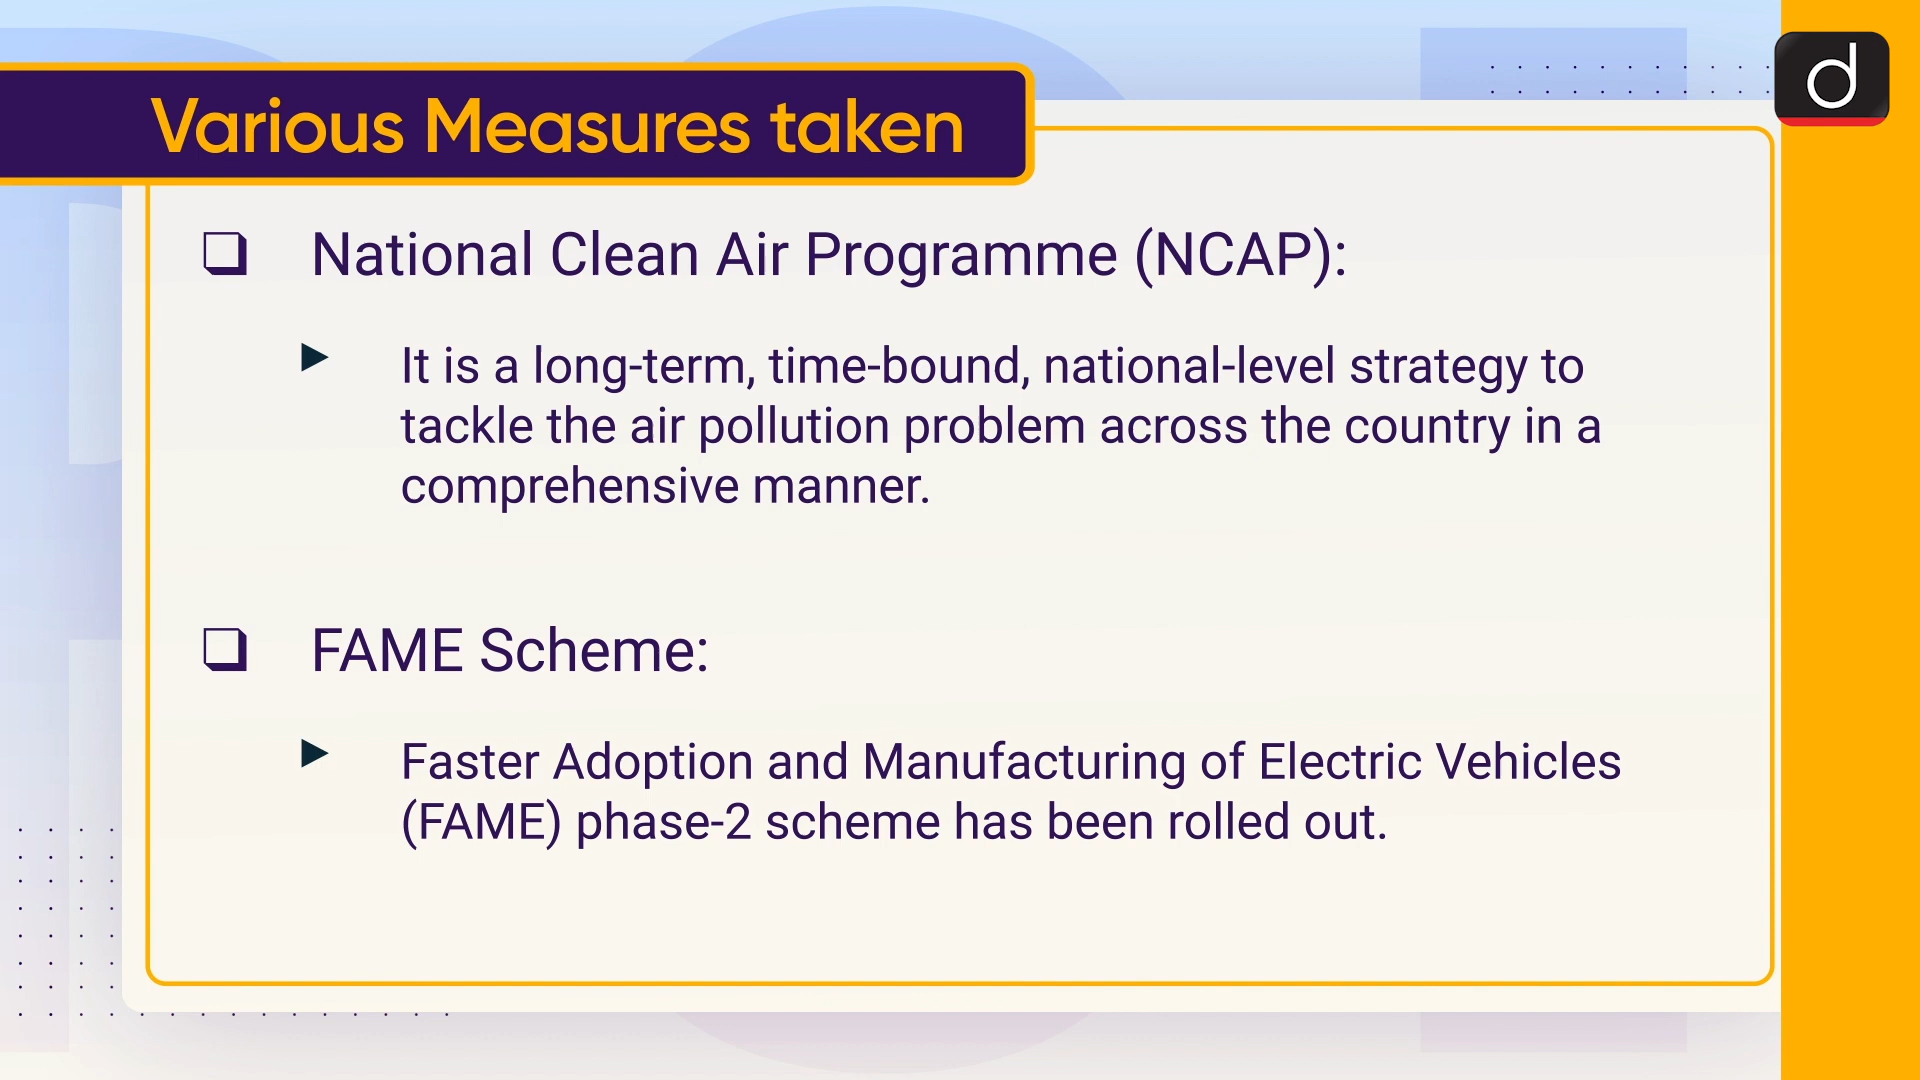 Various Measures taken
d
❑ National Clean Air Programme (NCAP):
► It is a long-term, time-bound, national-level strategy to
tackle the air pollution problem across the country in a
comprehensive manner.
❑ FAME Scheme:
► Faster Adoption and Manufacturing of Electric Vehicles
(FAME) phase-2 scheme has been rolled out.